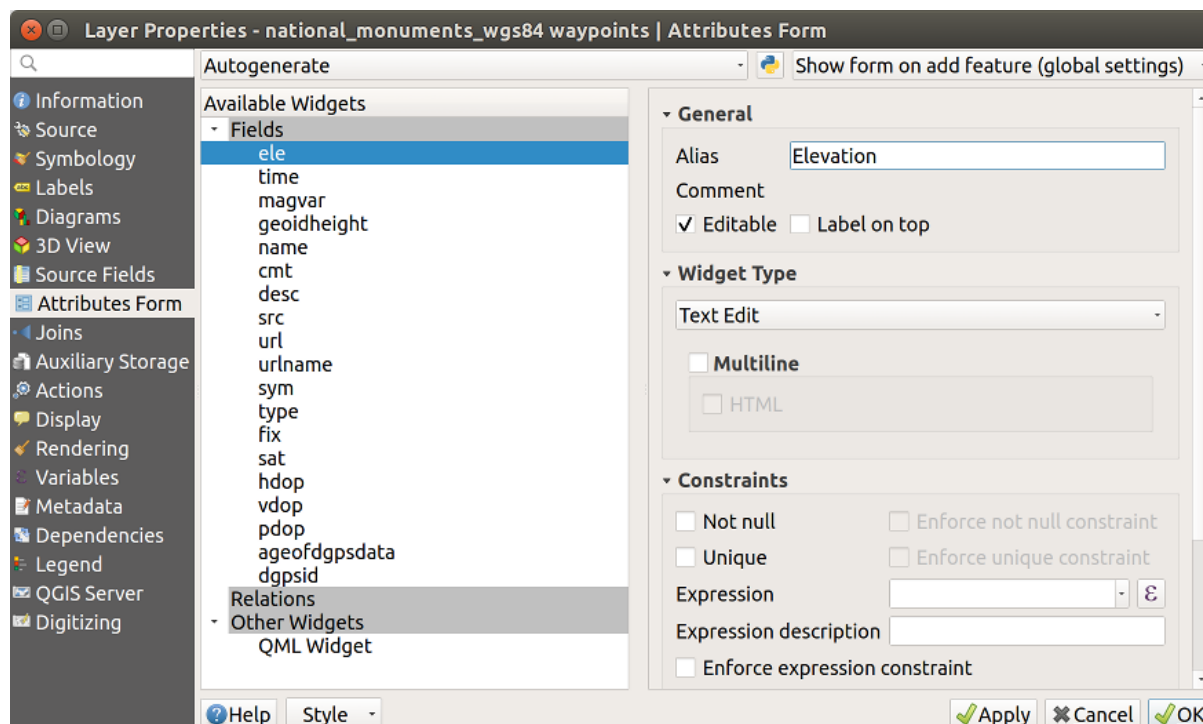 Layer Properties - national_monuments_wgs84 waypoints | Attributes Form
Autogenerate
Show form on add feature (global settings)
Information
Source
Symbology
Labels
Diagrams
3D View
Source Fields
Attributes Form
Joins
Auxiliary Storage
Actions
Display
Rendering
Variables
Metadata
Dependencies
Legend
QGIS Server
Digitizing
Available Widgets
Fields
ele
time
magvar
geoidheight
name
cmt
desc
src
url
urlname
sym
type
fix
sat
hdop
vdop
pdop
ageofdgpsdata
dgpsid
Relations
Other Widgets
QML Widget
General
Alias Elevation
Comment
Editable Label on top
Widget Type
Text Edit
Multiline
HTML
Constraints
Not null Enforce not null constraint
Unique Enforce unique constraint
Expression ε
Expression description
Enforce expression constraint
Help Style Apply Cancel OK